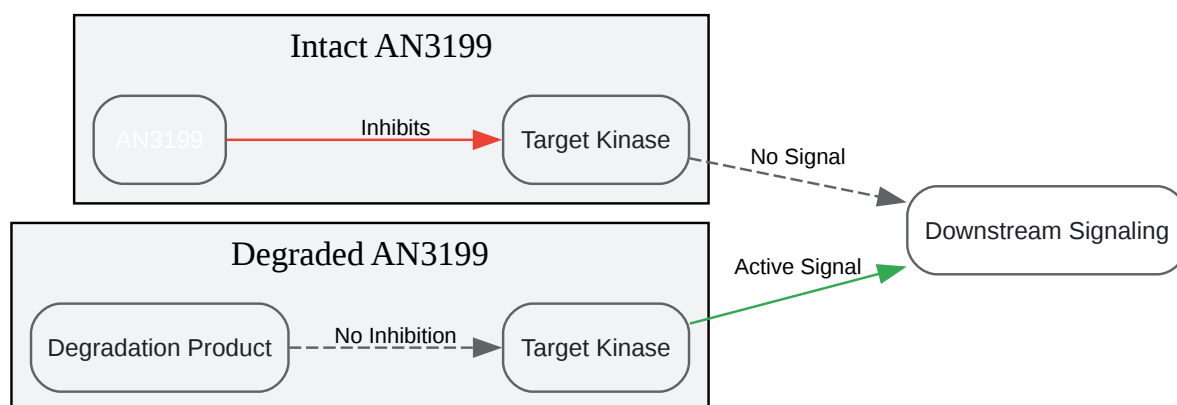 Intact AN3199
AN3199
Inhibits
Target Kinase
No Signal
Downstream Signaling
Degraded AN3199
Degradation Product
No Inhibition
Target Kinase
Active Signal